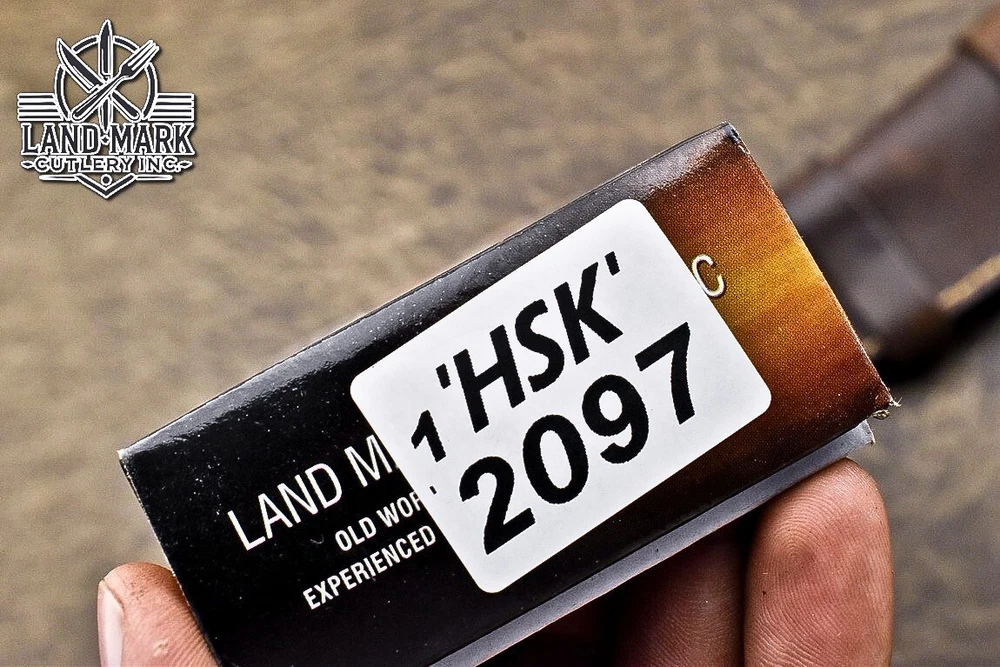 LAND MARK
CUTLERY INC.
1 'HSK'
2097
C
LAND M
OLD WOR
EXPERIENCED